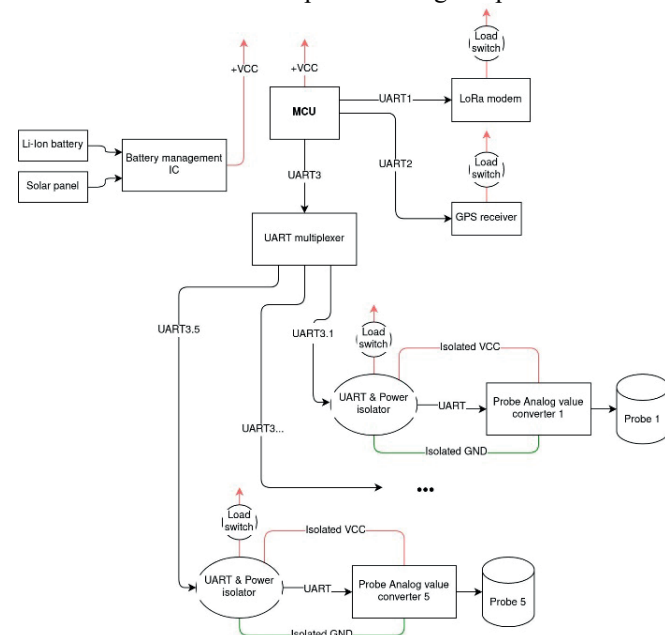 Load
switch
+VCC
+VCC
MCU
UART1
LoRa modem
Li-Ion battery
Battery management
IC
Solar panel
UART2
Load
switch
UART3
GPS receiver
UART multiplexer
UART3.5
UART3.1
Load
switch
Isolated VCC
UART & Power
isolator
UART
Probe Analog value
converter 1
Probe 1
UART3...
Isolated GND
...
Load
switch
Isolated VCC
UART & Power
isolator
UART
Probe Analog value
converter 5
Probe 5
Isolated GND